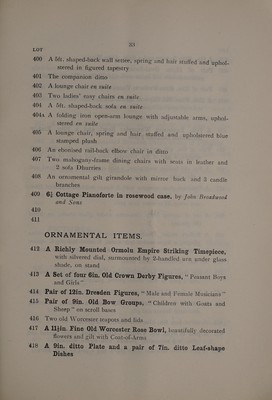 33
LOT
400 A 5ft. shaped-back wall settee, spring and hair stuffed and uphol-
stered in figured tapestry
401 The companion ditto
402 A lounge chair en suite
403 Two ladies' easy chairs en suite
404 A 5ft. shaped-back sofa en suite
404A A folding iron open-arm lounge with adjustable arms, uphol-
stered en suite
405 A lounge chair, spring and hair stuffed and upholstered blue
stamped plush
406 An ebonised rail-back elbow chair in ditto
407 Two mahogany-frame dining chairs with seats in leather and
2 sofa Dhurries
408 An ornamental gilt girandole with mirror back and 3 candle
branches
409 6¾ Cottage Pianoforte in rosewood case, by John Broadwood
and Sons
410
411
ORNAMENTAL ITEMS.
412 A Richly Mounted Ormolu Empire Striking Timepiece,
with silvered dial, surmounted by 2-handled urn under glass
shade, on stand
413 A Set of four 6in. Old Crown Derby Figures, "Peasant Boys
and Girls"
414 Pair of 12in. Dresden Figures, "Male and Female Musicians"
415 Pair of 9in. Old Bow Groups, "Children with Goats and
Sheep" on scroll bases
416 Two old Worcester teapots and lids
417 A 11¾in. Fine Old Worcester Rose Bowl, beautifully decorated
flowers and gilt with Coat-of-Arms
418 A 9in. ditto Plate and a pair of 7in. ditto Leaf-shape
Dishes